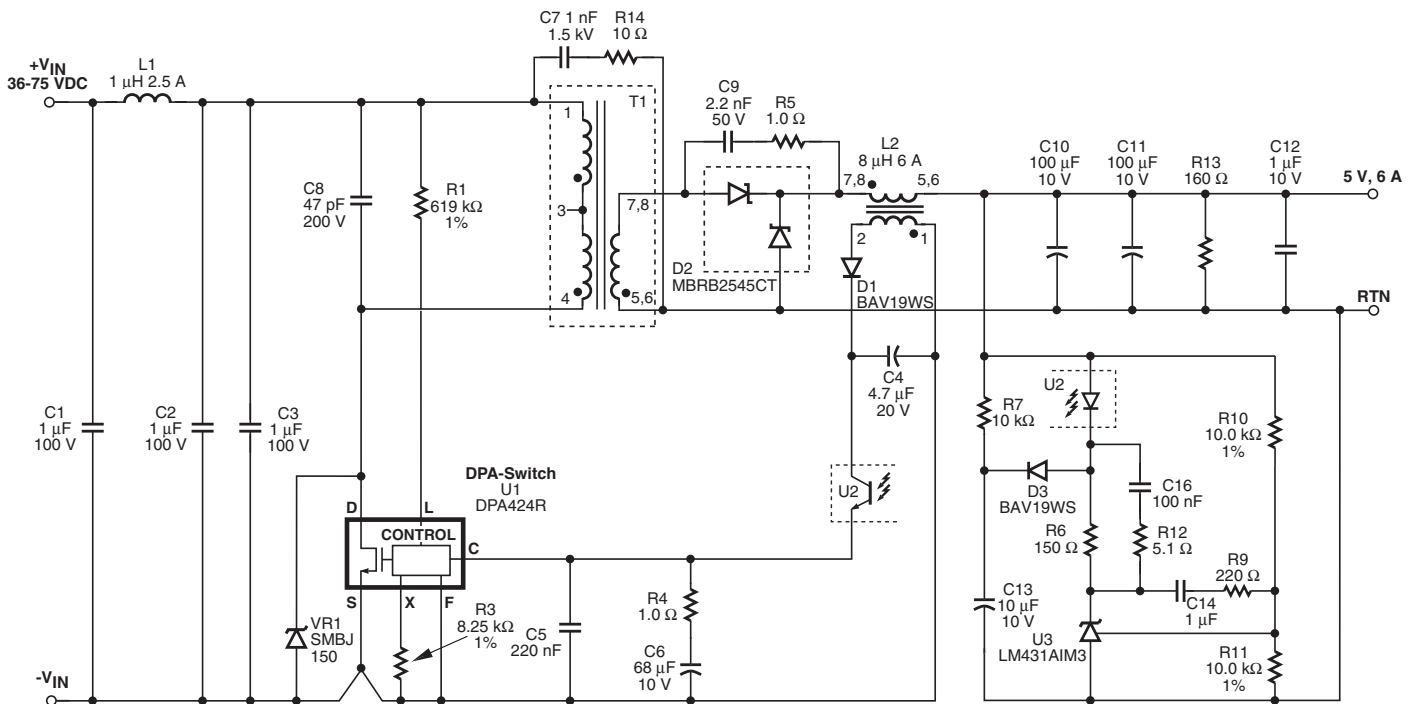 C7 1 nF
1.5 kV
R14
10 Ω
+VIN
36-75 VDC
L1
1 μH 2.5 A
C9
2.2 nF
50 V
R5
1.0 Ω
T1
1
3
4
7,8
5,6
L2
8 μH 6 A
7,8
5,6
2
1
C10
100 μF
10 V
C11
100 μF
10 V
R13
160 Ω
C12
1 μF
10 V
5 V, 6 A
RTN
C8
47 pF
200 V
R1
619 kΩ
1%
D2
MBRB2545CT
D1
BAV19WS
C4
4.7 μF
20 V
C1
1 μF
100 V
C2
1 μF
100 V
C3
1 μF
100 V
R7
10 kΩ
U2
R10
10.0 kΩ
1%
DPA-Switch
U1
DPA424R
D
L
CONTROL
C
S
X
F
U2
D3
BAV19WS
C16
100 nF
R6
150 Ω
R12
5.1 Ω
R9
220 Ω
C14
1 μF
C13
10 μF
10 V
U3
LM431AIM3
R11
10.0 kΩ
1%
VR1
SMBJ
150
R3
8.25 kΩ
1%
C5
220 nF
R4
1.0 Ω
C6
68 μF
10 V
-VIN